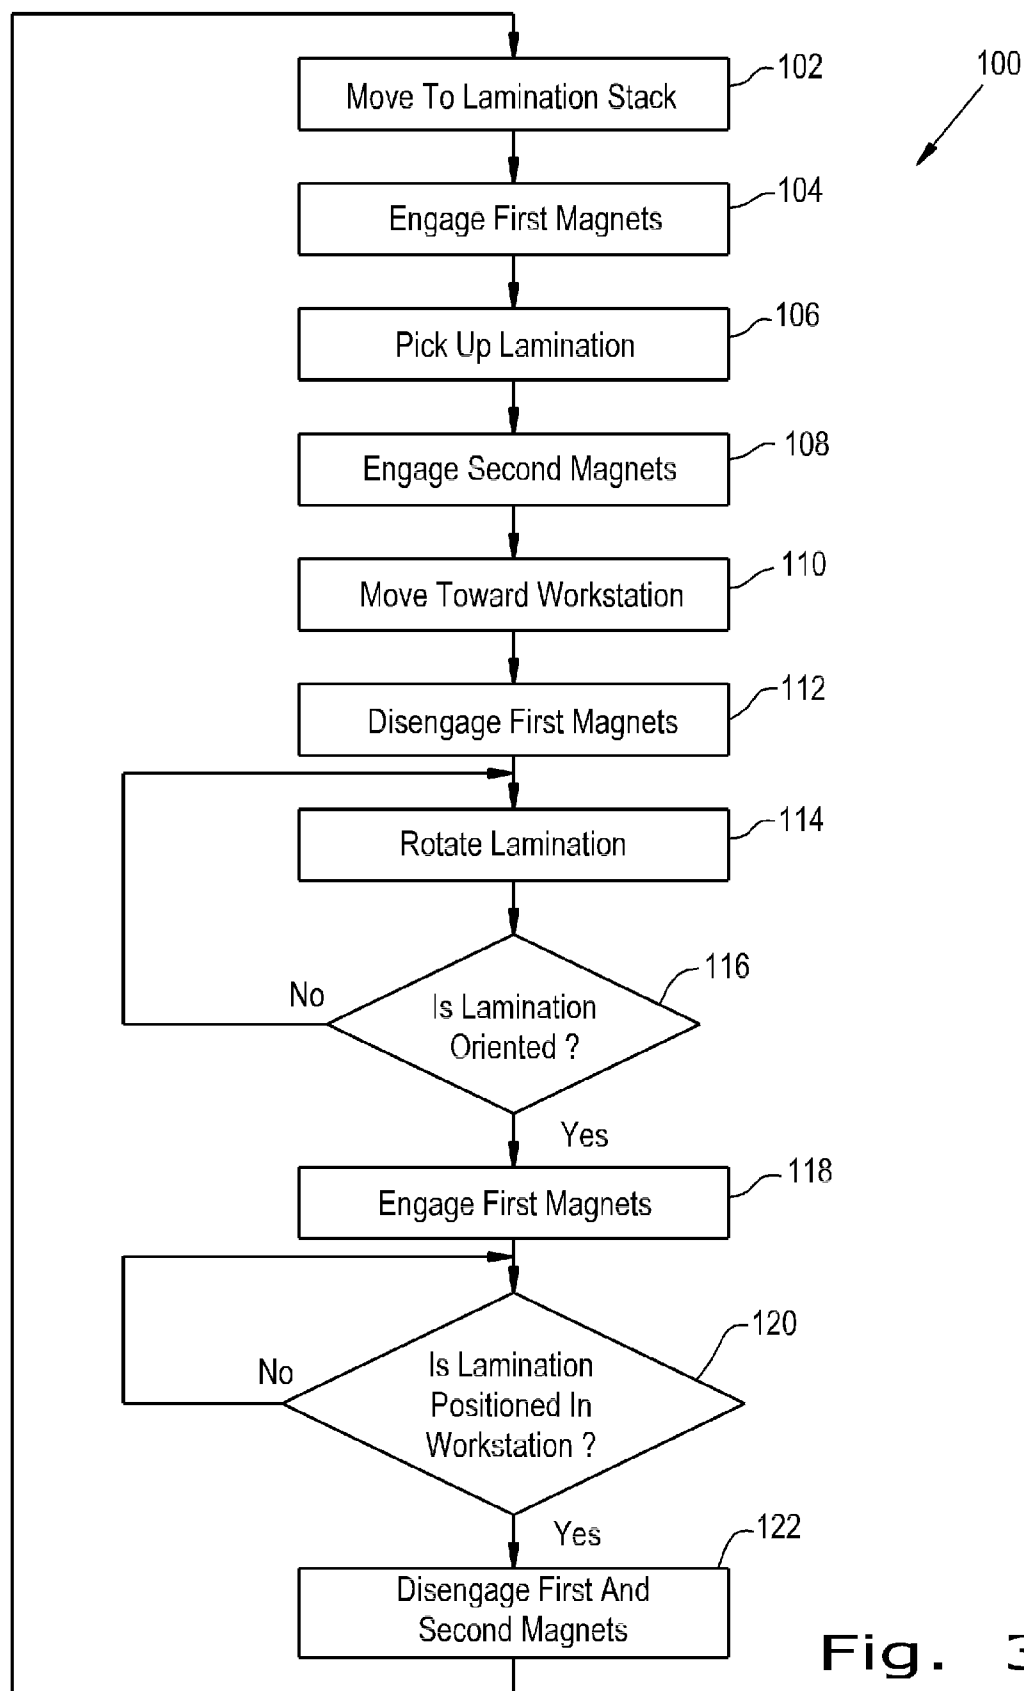 102
100
Move To Lamination Stack
104
Engage First Magnets
106
Pick Up Lamination
108
Engage Second Magnets
110
Move Toward Workstation
112
Disengage First Magnets
114
Rotate Lamination
116
No
Is Lamination
Oriented ?
Yes
118
Engage First Magnets
120
No
Is Lamination
Positioned In
Workstation ?
Yes
122
Disengage First And
Second Magnets
Fig. 3